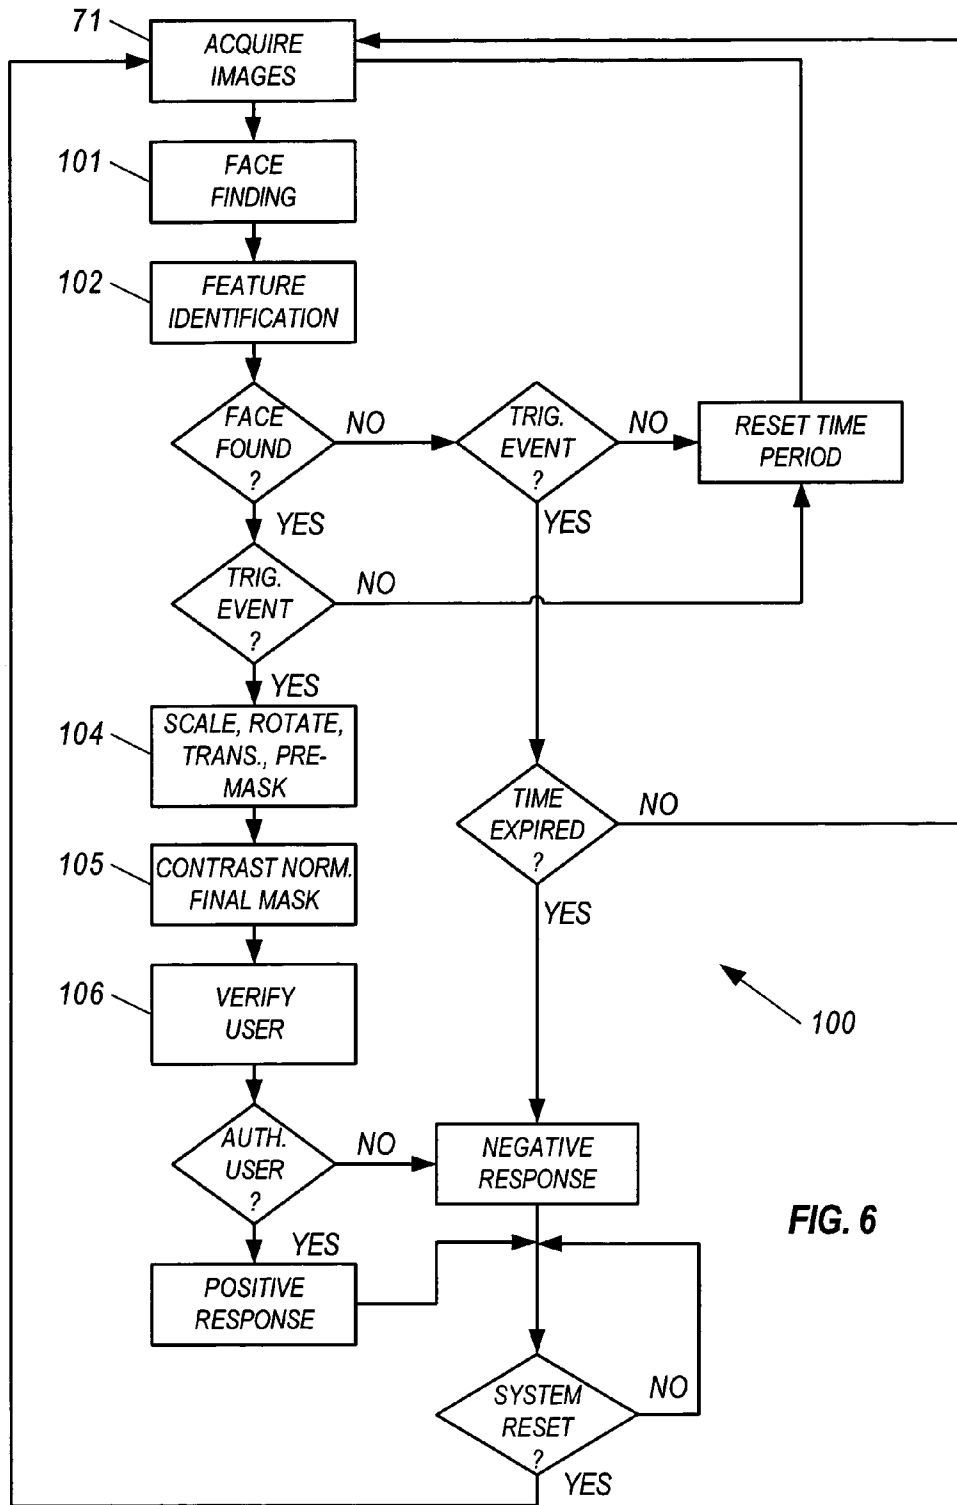 71
ACQUIRE
IMAGES
101
FACE
FINDING
102
FEATURE
IDENTIFICATION
FACE
FOUND
?
NO
TRIG.
EVENT
?
NO
RESET TIME
PERIOD
YES
YES
TRIG.
EVENT
?
NO
YES
104
SCALE, ROTATE,
TRANS., PRE-
MASK
TIME
EXPIRED
?
NO
105
CONTRAST NORM.
FINAL MASK
YES
106
VERIFY
USER
100
AUTH.
USER
?
NO
NEGATIVE
RESPONSE
FIG. 6
YES
POSITIVE
RESPONSE
SYSTEM
RESET
?
NO
YES